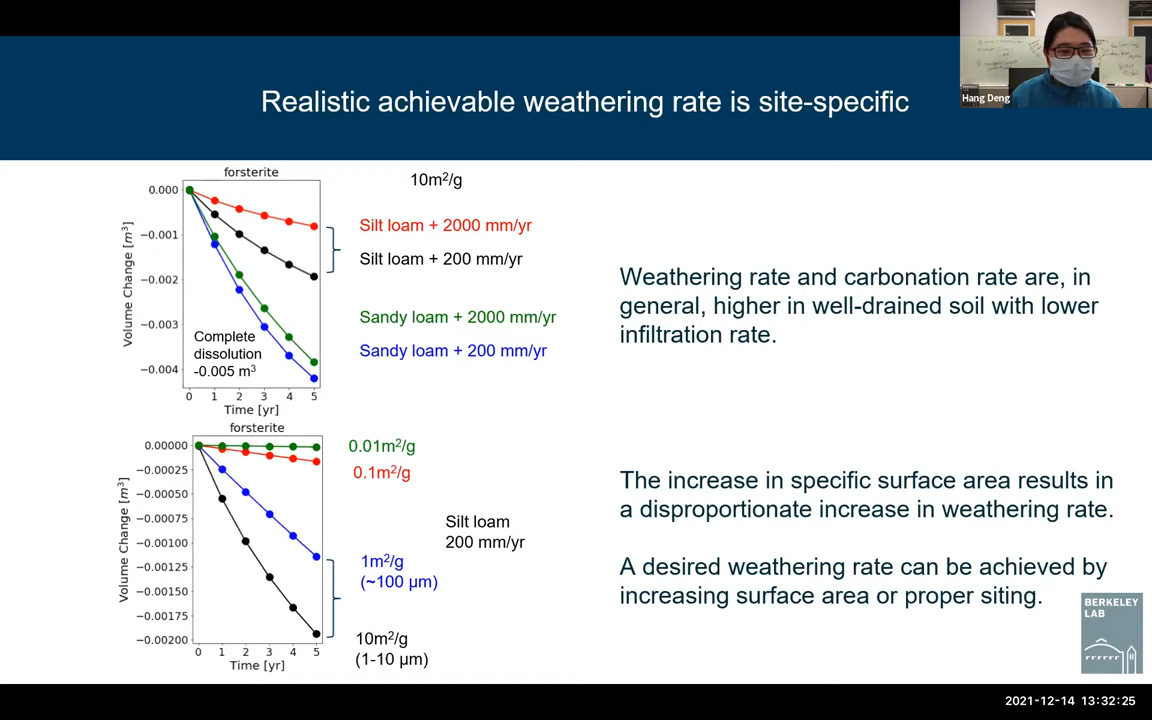 Hang Deng
Realistic achievable weathering rate is site-specific
forsterite
10m²/g
0.000
−0.001
−0.002
−0.003
−0.004
Volume Change [m³]
Complete
dissolution
-0.005 m³
0 1 2 3 4 5
Time [yr]
Silt loam + 2000 mm/yr
Silt loam + 200 mm/yr
Sandy loam + 2000 mm/yr
Sandy loam + 200 mm/yr
Weathering rate and carbonation rate are, in
general, higher in well-drained soil with lower
infiltration rate.
forsterite
0.00000
−0.00025
−0.00050
−0.00075
−0.00100
−0.00125
−0.00150
−0.00175
−0.00200
Volume Change [m³]
0 1 2 3 4 5
Time [yr]
0.01m²/g
0.1m²/g
Silt loam
200 mm/yr
1m²/g
(~100 µm)
10m²/g
(1-10 µm)
The increase in specific surface area results in
a disproportionate increase in weathering rate.
A desired weathering rate can be achieved by
increasing surface area or proper siting.
BERKELEY
LAB
2021-12-14 13:32:25